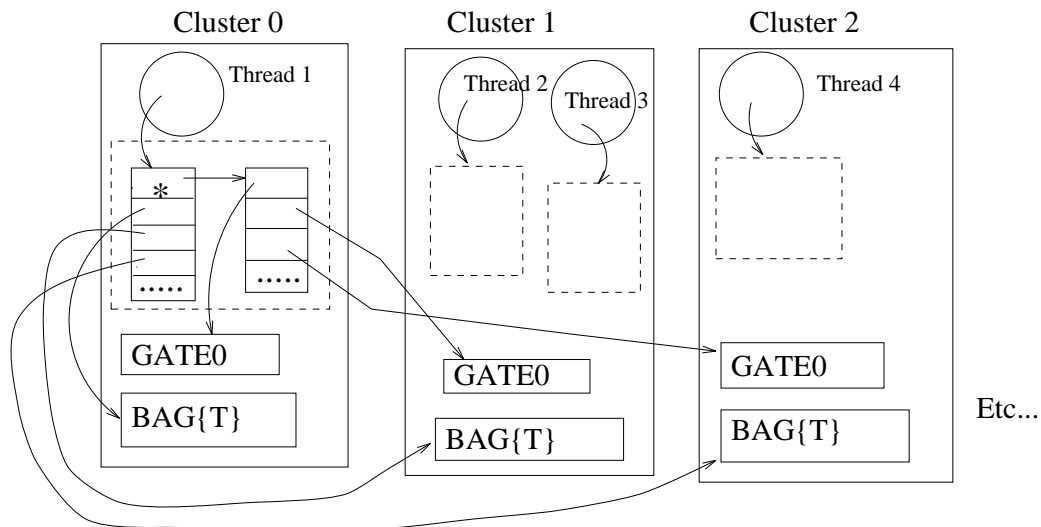 Cluster 0
Cluster 1
Cluster 2
Thread 1
Thread 2
Thread 3
Thread 4
*
.....
.....
GATE0
GATE0
GATE0
BAG{T}
BAG{T}
BAG{T}
Etc...